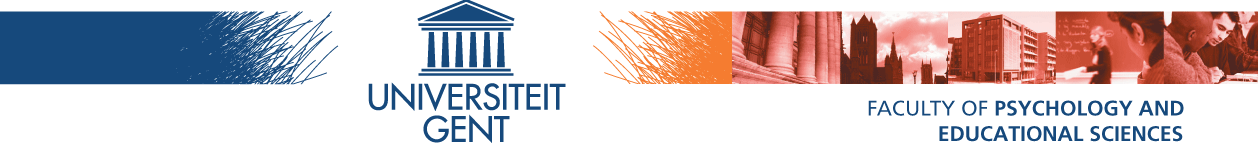 UNIVERSITEIT
GENT
FACULTY OF PSYCHOLOGY AND
EDUCATIONAL SCIENCES